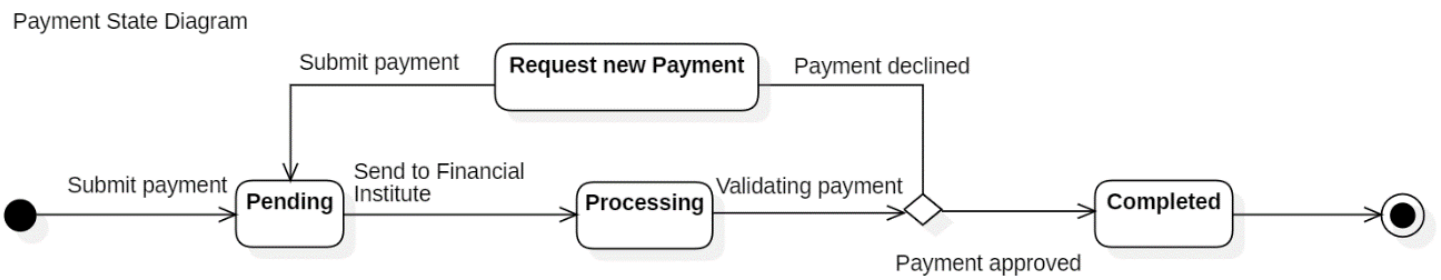 Payment State Diagram
Submit payment
Request new Payment
Payment declined
Submit payment
Pending
Send to Financial
Institute
Processing
Validating payment
Completed
Payment approved